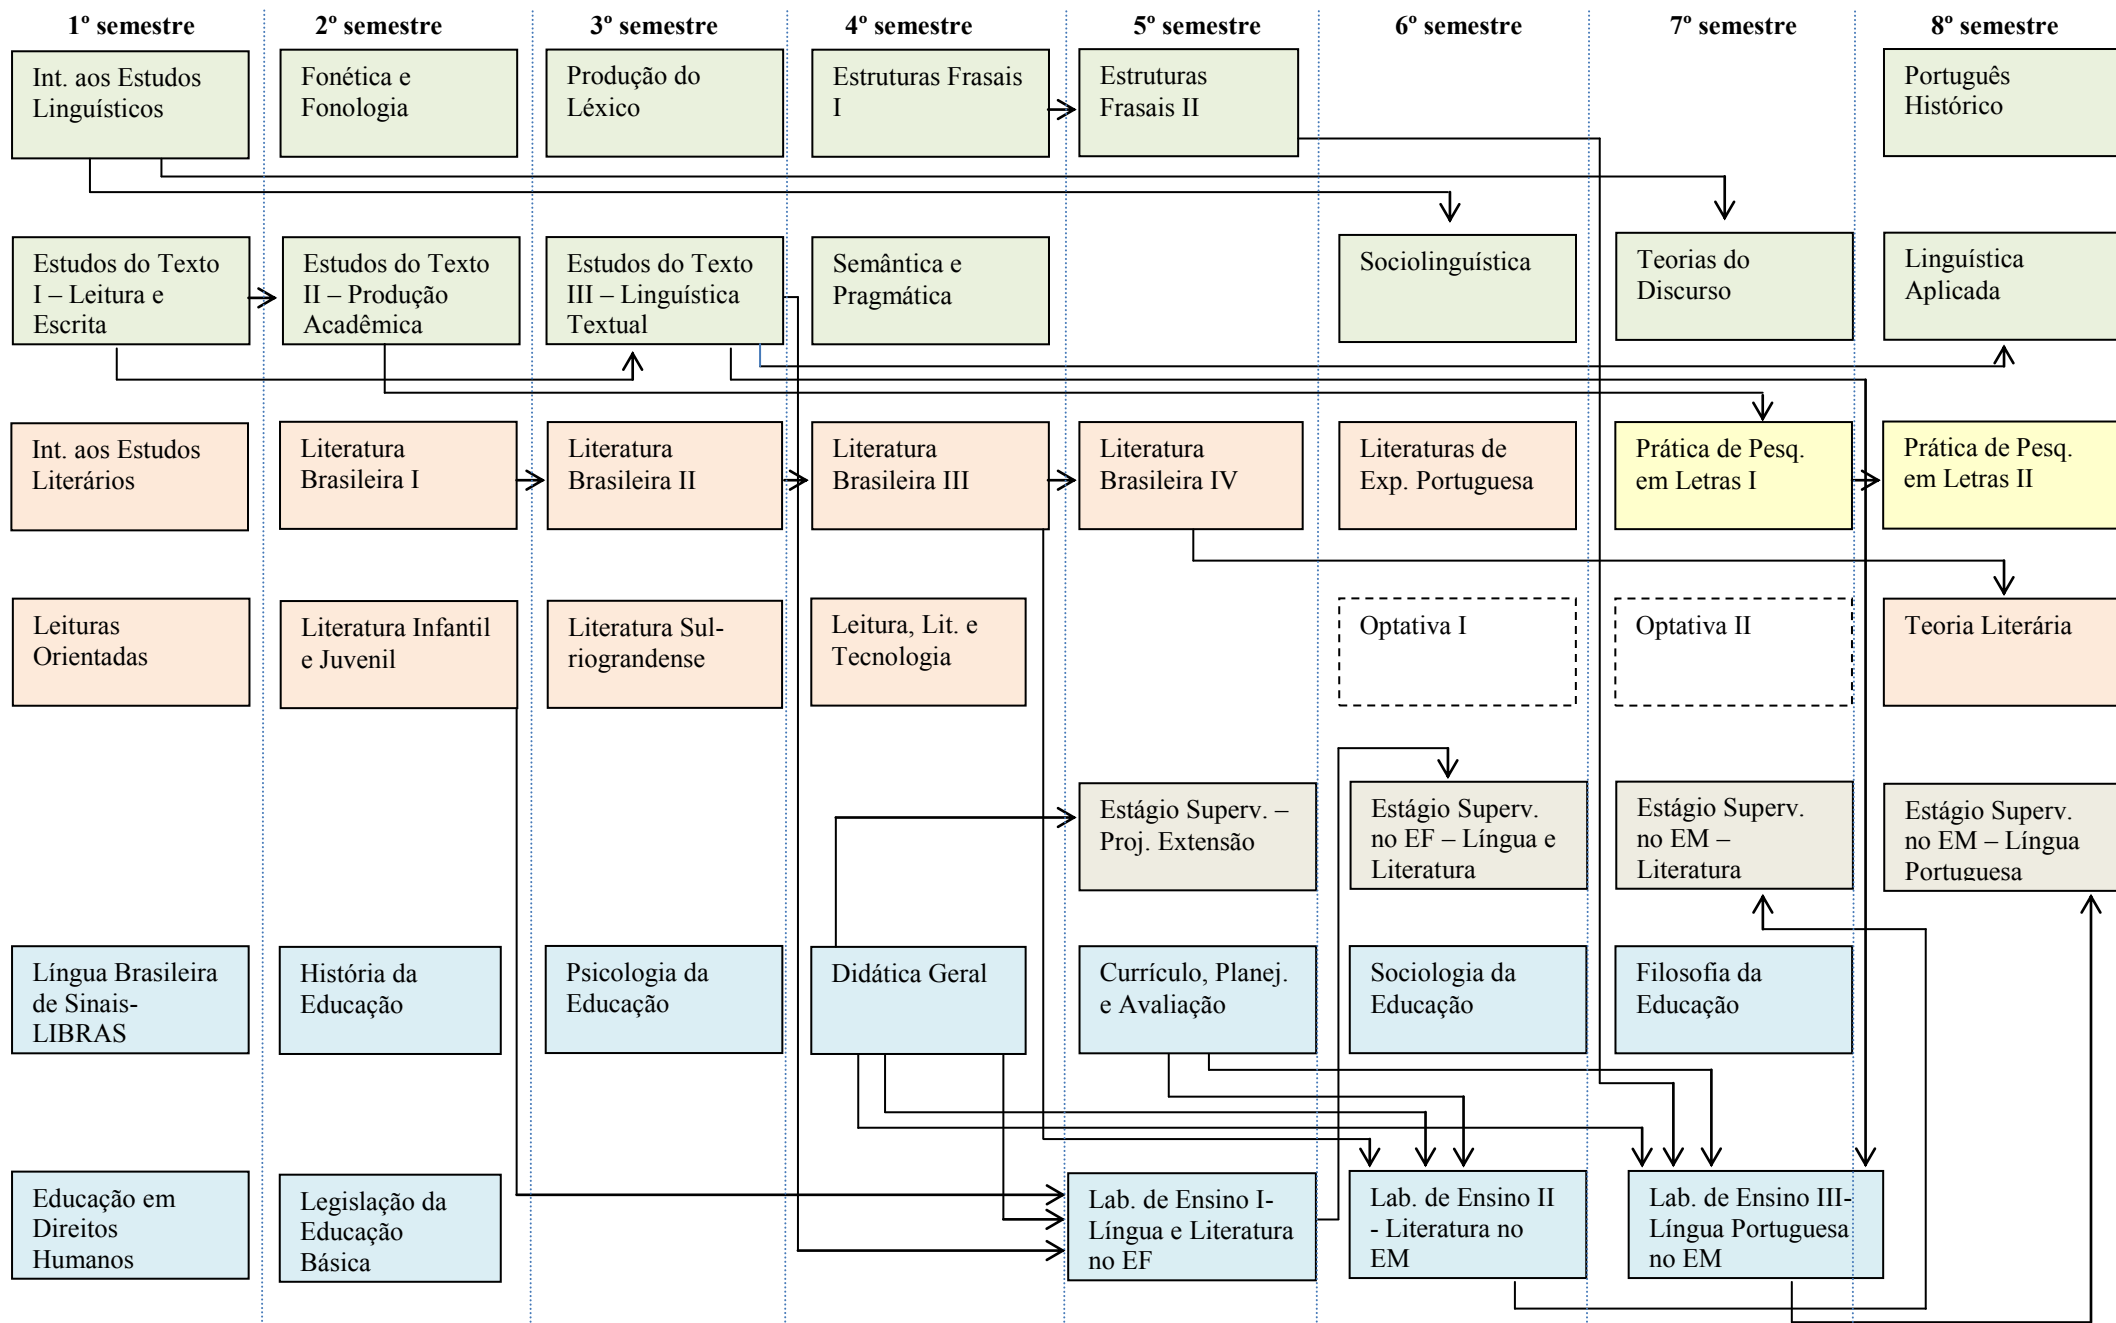 1º semestre
2º semestre
3º semestre
4º semestre
5º semestre
6º semestre
7º semestre
8º semestre
Int. aos Estudos
Linguísticos
Fonética e
Fonologia
Produção do
Léxico
Estruturas Frasais
I
Estruturas
Frasais II
Português
Histórico
Estudos do Texto
I – Leitura e
Escrita
Estudos do Texto
II – Produção
Acadêmica
Estudos do Texto
III – Linguística
Textual
Semântica e
Pragmática
Sociolinguística
Teorias do
Discurso
Linguística
Aplicada
Int. aos Estudos
Literários
Literatura
Brasileira I
Literatura
Brasileira II
Literatura
Brasileira III
Literatura
Brasileira IV
Literaturas de
Exp. Portuguesa
Prática de Pesq.
em Letras I
Prática de Pesq.
em Letras II
Leituras
Orientadas
Literatura Infantil
e Juvenil
Literatura Sul-
riograndense
Leitura, Lit. e
Tecnologia
Optativa I
Optativa II
Teoria Literária
Estágio Superv. –
Proj. Extensão
Estágio Superv.
no EF – Língua e
Literatura
Estágio Superv.
no EM –
Literatura
Estágio Superv.
no EM – Língua
Portuguesa
Língua Brasileira
de Sinais-
LIBRAS
História da
Educação
Psicologia da
Educação
Didática Geral
Currículo, Planej.
e Avaliação
Sociologia da
Educação
Filosofia da
Educação
Educação em
Direitos
Humanos
Legislação da
Educação
Básica
Lab. de Ensino I-
Língua e Literatura
no EF
Lab. de Ensino II
- Literatura no
EM
Lab. de Ensino III-
Língua Portuguesa
no EM